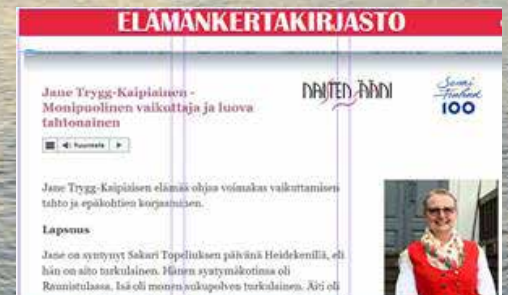 ELÄMÄNKERTAKIRJASTO
Jane Trygg-Kaipiainen -
Monipuolinen vaikuttaja ja luova
tahtonainen
NAISTEN ÄÄNI
Suomi
Finland
100
Kuuntele
Jane Trygg-Kaipiaisen elämää ohjaa voimakas vaikuttamisen
tahto ja epäkohtien korjaaminen.
Lapsuus
Jane on syntynyt Sakari Topeliuksen päivänä Heidekenillä, eli
hän on aito turkulainen. Hänen syntymäkotinsa oli
Raunistulassa. Isä oli monen sukupolven turkulainen. Äiti oli